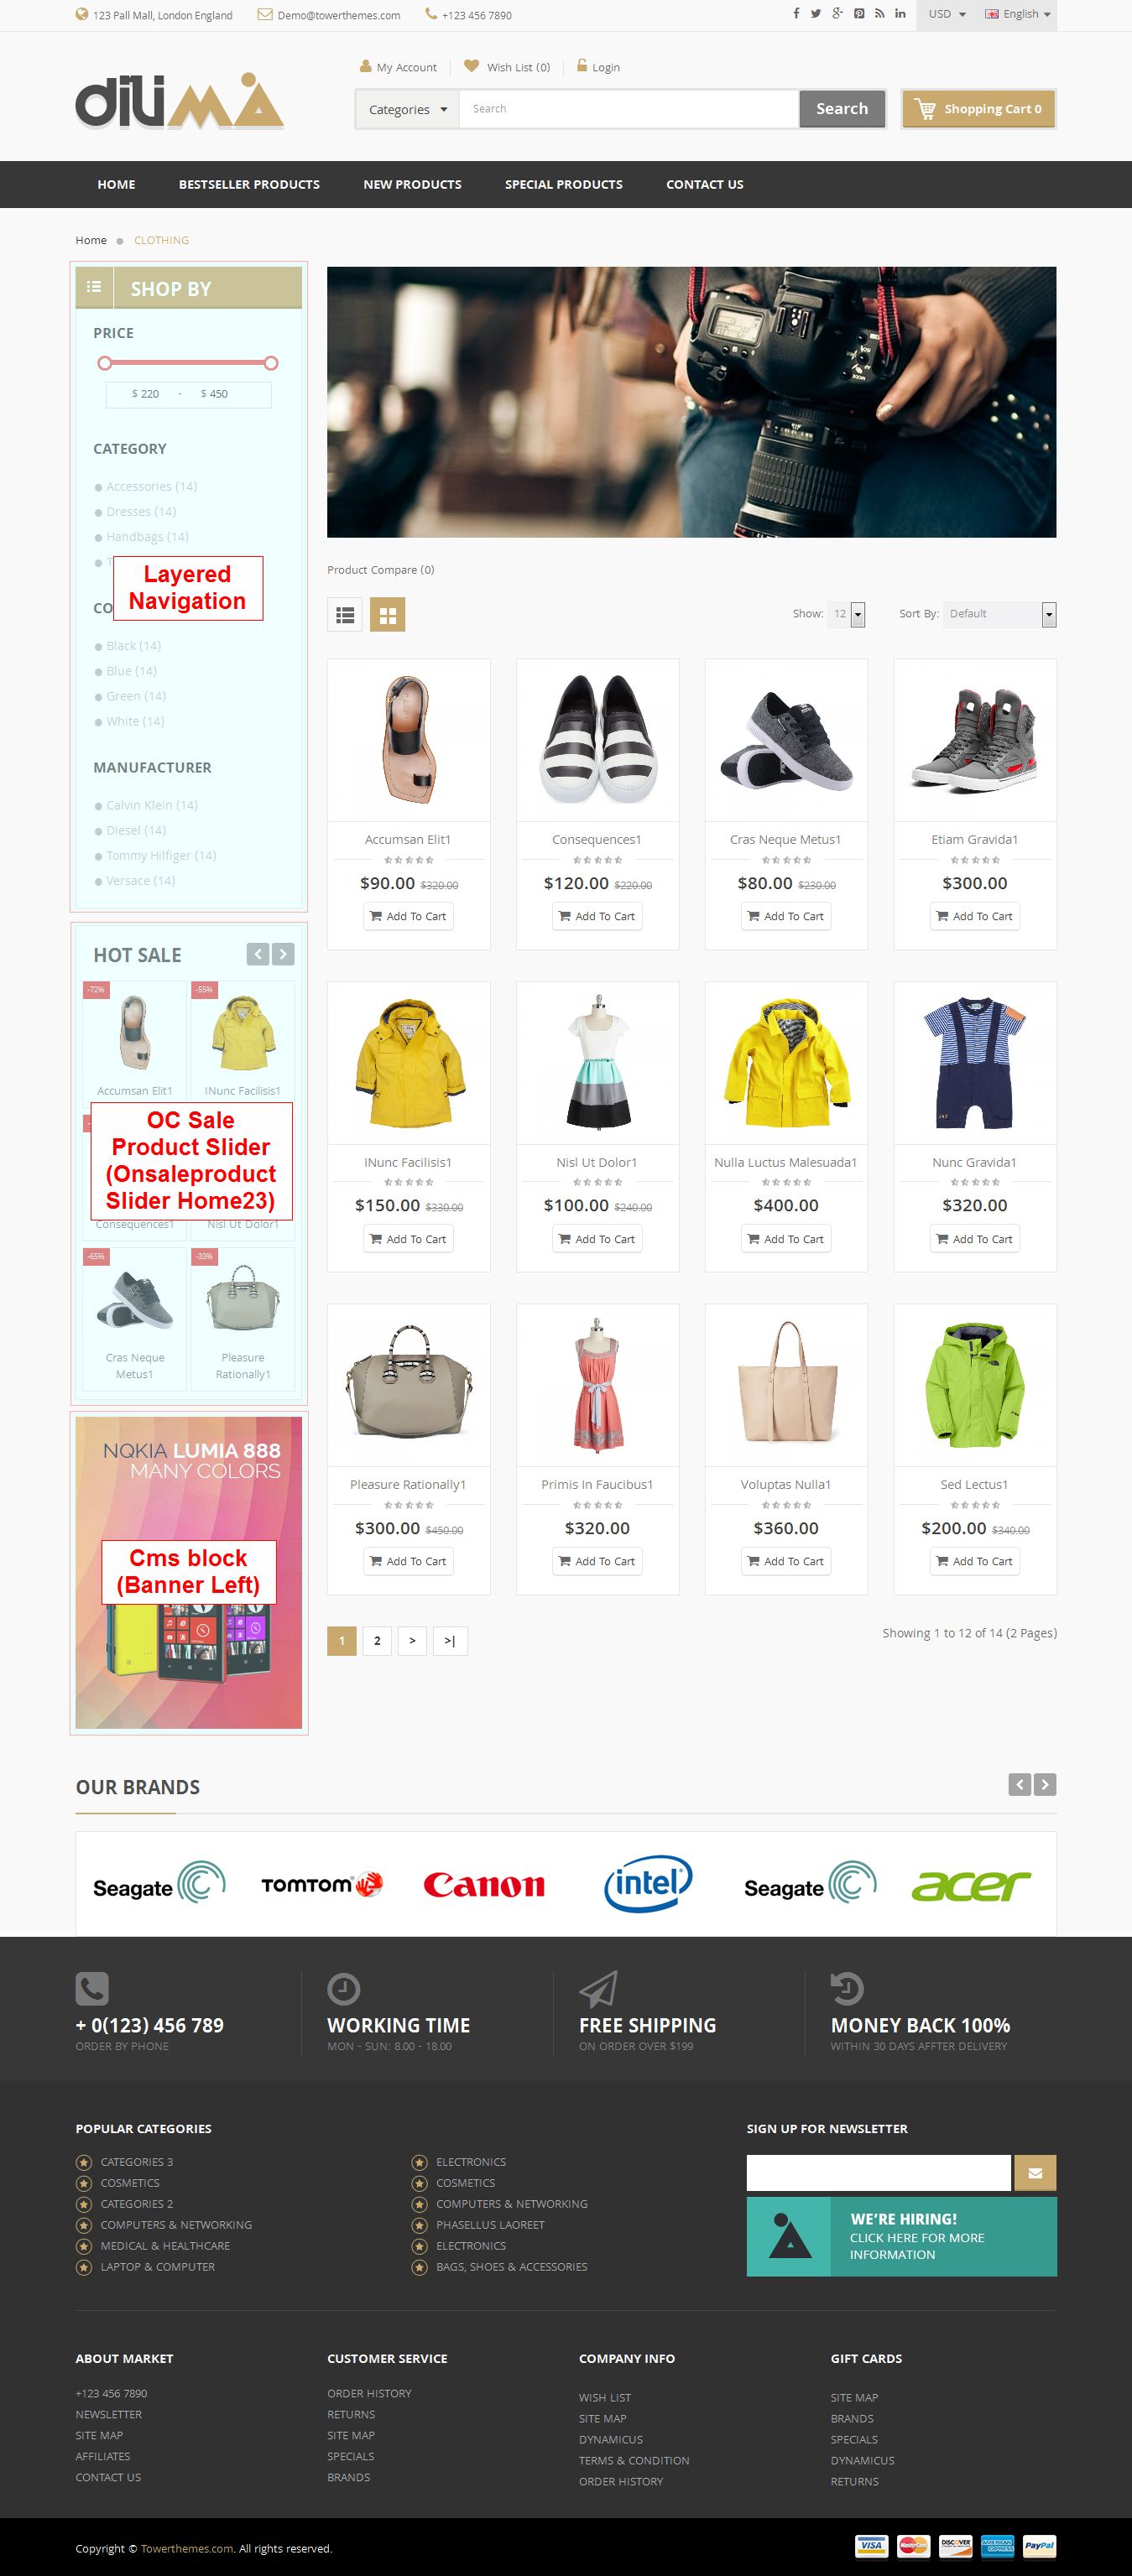 123 Pall Mall, London England
Demo@towerthemes.com
+123 456 7890
USD
English
diLiMA
My Account
Wish List (0)
Login
Categories
Search
Search
Shopping Cart 0
HOME
BESTSELLER PRODUCTS
NEW PRODUCTS
SPECIAL PRODUCTS
CONTACT US
Home
CLOTHING
SHOP BY
PRICE
$ 220 - $ 450
CATEGORY
Accessories (14)
Dresses (14)
Handbags (14)
Layered
Navigation
Black (14)
Blue (14)
Green (14)
White (14)
MANUFACTURER
Calvin Klein (14)
Diesel (14)
Tommy Hilfiger (14)
Versace (14)
HOT SALE
-72%
-55%
Accumsan Elit1
INunc Facilisis1
OC Sale
Product Slider
(Onsaleproduct
Slider Home23)
Consequences1
Nisl Ut Dolor1
-65%
-33%
Cras Neque
Metus1
Pleasure
Rationally1
NQKIA LUMIA 888
MANY COLORS
Cms block
(Banner Left)
Product Compare (0)
Show: 12
Sort By: Default
Accumsan Elit1
Consequences1
Cras Neque Metus1
Etiam Gravida1
$90.00 $320.00
$120.00 $220.00
$80.00 $230.00
$300.00
Add To Cart
Add To Cart
Add To Cart
Add To Cart
INunc Facilisis1
Nisl Ut Dolor1
Nulla Luctus Malesuada1
Nunc Gravida1
$150.00 $330.00
$100.00 $240.00
$400.00
$320.00
Add To Cart
Add To Cart
Add To Cart
Add To Cart
Pleasure Rationally1
Primis In Faucibus1
Voluptas Nulla1
Sed Lectus1
$300.00 $450.00
$320.00
$360.00
$200.00 $340.00
Add To Cart
Add To Cart
Add To Cart
Add To Cart
1 2 > >|
Showing 1 to 12 of 14 (2 Pages)
OUR BRANDS
Seagate
TOMTOM
Canon
intel
Seagate
acer
+ 0(123) 456 789
ORDER BY PHONE
WORKING TIME
MON - SUN: 8.00 - 18.00
FREE SHIPPING
ON ORDER OVER $199
MONEY BACK 100%
WITHIN 30 DAYS AFFTER DELIVERY
POPULAR CATEGORIES
CATEGORIES 3
COSMETICS
CATEGORIES 2
COMPUTERS & NETWORKING
MEDICAL & HEALTHCARE
LAPTOP & COMPUTER
ELECTRONICS
COSMETICS
COMPUTERS & NETWORKING
PHASELLUS LAOREET
ELECTRONICS
BAGS, SHOES & ACCESSORIES
SIGN UP FOR NEWSLETTER
WE'RE HIRING!
CLICK HERE FOR MORE
INFORMATION
ABOUT MARKET
+123 456 7890
NEWSLETTER
SITE MAP
AFFILIATES
CONTACT US
CUSTOMER SERVICE
ORDER HISTORY
RETURNS
SITE MAP
SPECIALS
BRANDS
COMPANY INFO
WISH LIST
SITE MAP
DYNAMICUS
TERMS & CONDITION
ORDER HISTORY
GIFT CARDS
SITE MAP
BRANDS
SPECIALS
DYNAMICUS
RETURNS
Copyright © Towerthemes.com. All rights reserved.
VISA
MasterCard
DISCOVER
AMERICAN EXPRESS
PayPal